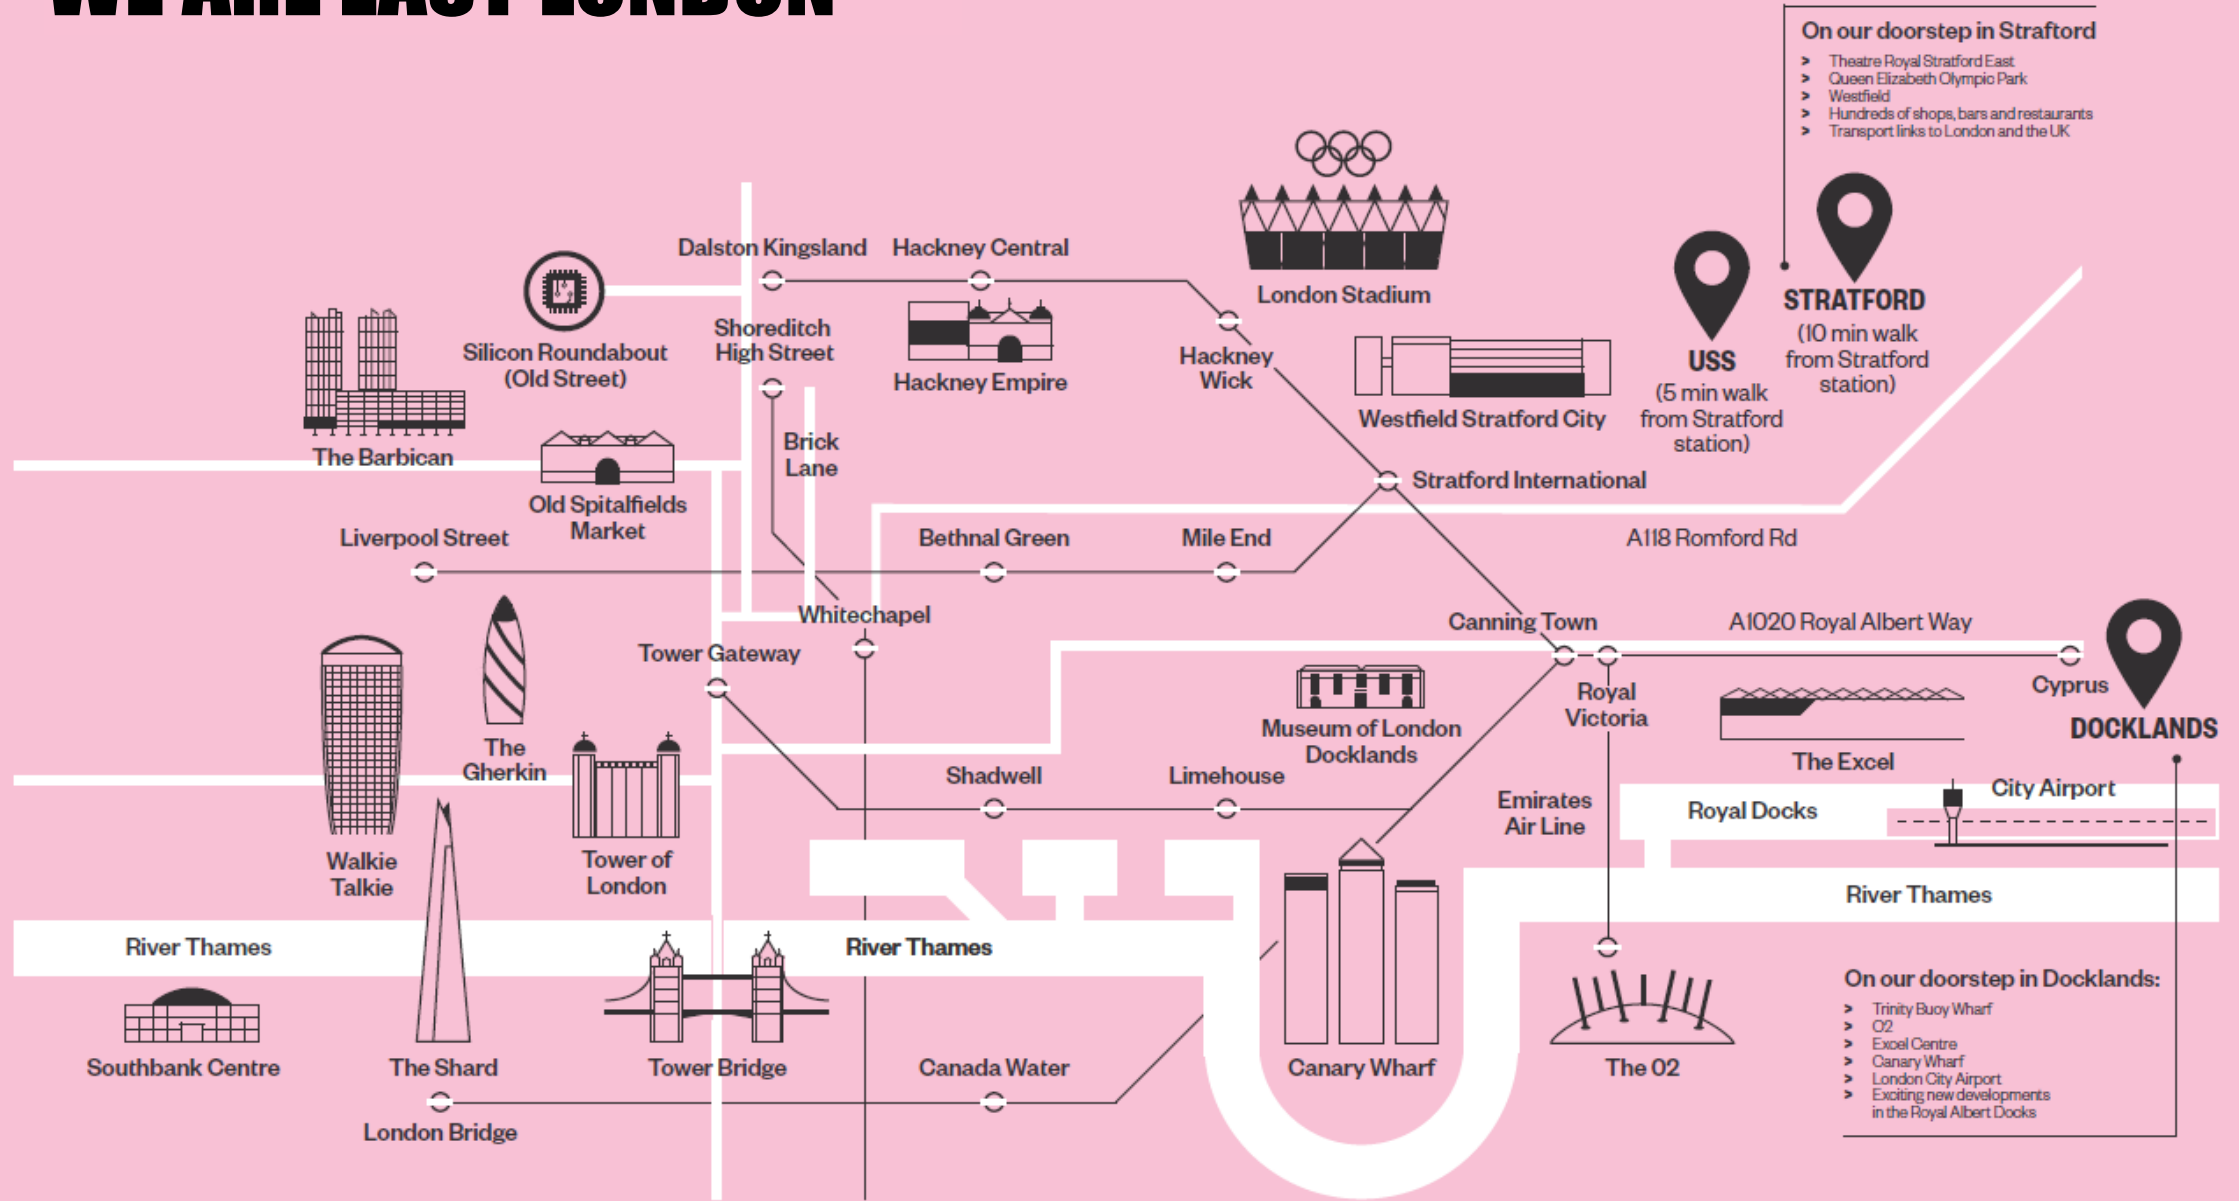 WE ARE EAST LONDON
On our doorstep in Straftord
> Theatre Royal Stratford East
> Queen Elizabeth Olympic Park
> Westfield
> Hundreds of shops, bars and restaurants
> Transport links to London and the UK
Dalston Kingsland
Hackney Central
London Stadium
STRATFORD
(10 min walk
from Stratford
station)
USS
(5 min walk
from Stratford
station)
Silicon Roundabout
(Old Street)
Shoreditch
High Street
Hackney Empire
Hackney
Wick
Westfield Stratford City
The Barbican
Brick
Lane
Old Spitalfields
Market
Stratford International
Liverpool Street
Bethnal Green
Mile End
A118 Romford Rd
Whitechapel
Canning Town
A1020 Royal Albert Way
Tower Gateway
Cyprus
DOCKLANDS
Royal
Victoria
Museum of London
Docklands
The Excel
The
Gherkin
Shadwell
Limehouse
Emirates
Air Line
Royal Docks
City Airport
Walkie
Talkie
Tower of
London
River Thames
River Thames
River Thames
Southbank Centre
The Shard
Tower Bridge
Canada Water
Canary Wharf
The 02
London Bridge
On our doorstep in Docklands:
> Trinity Buoy Wharf
> O2
> Excel Centre
> Canary Wharf
> London City Airport
> Exciting new developments
in the Royal Albert Docks